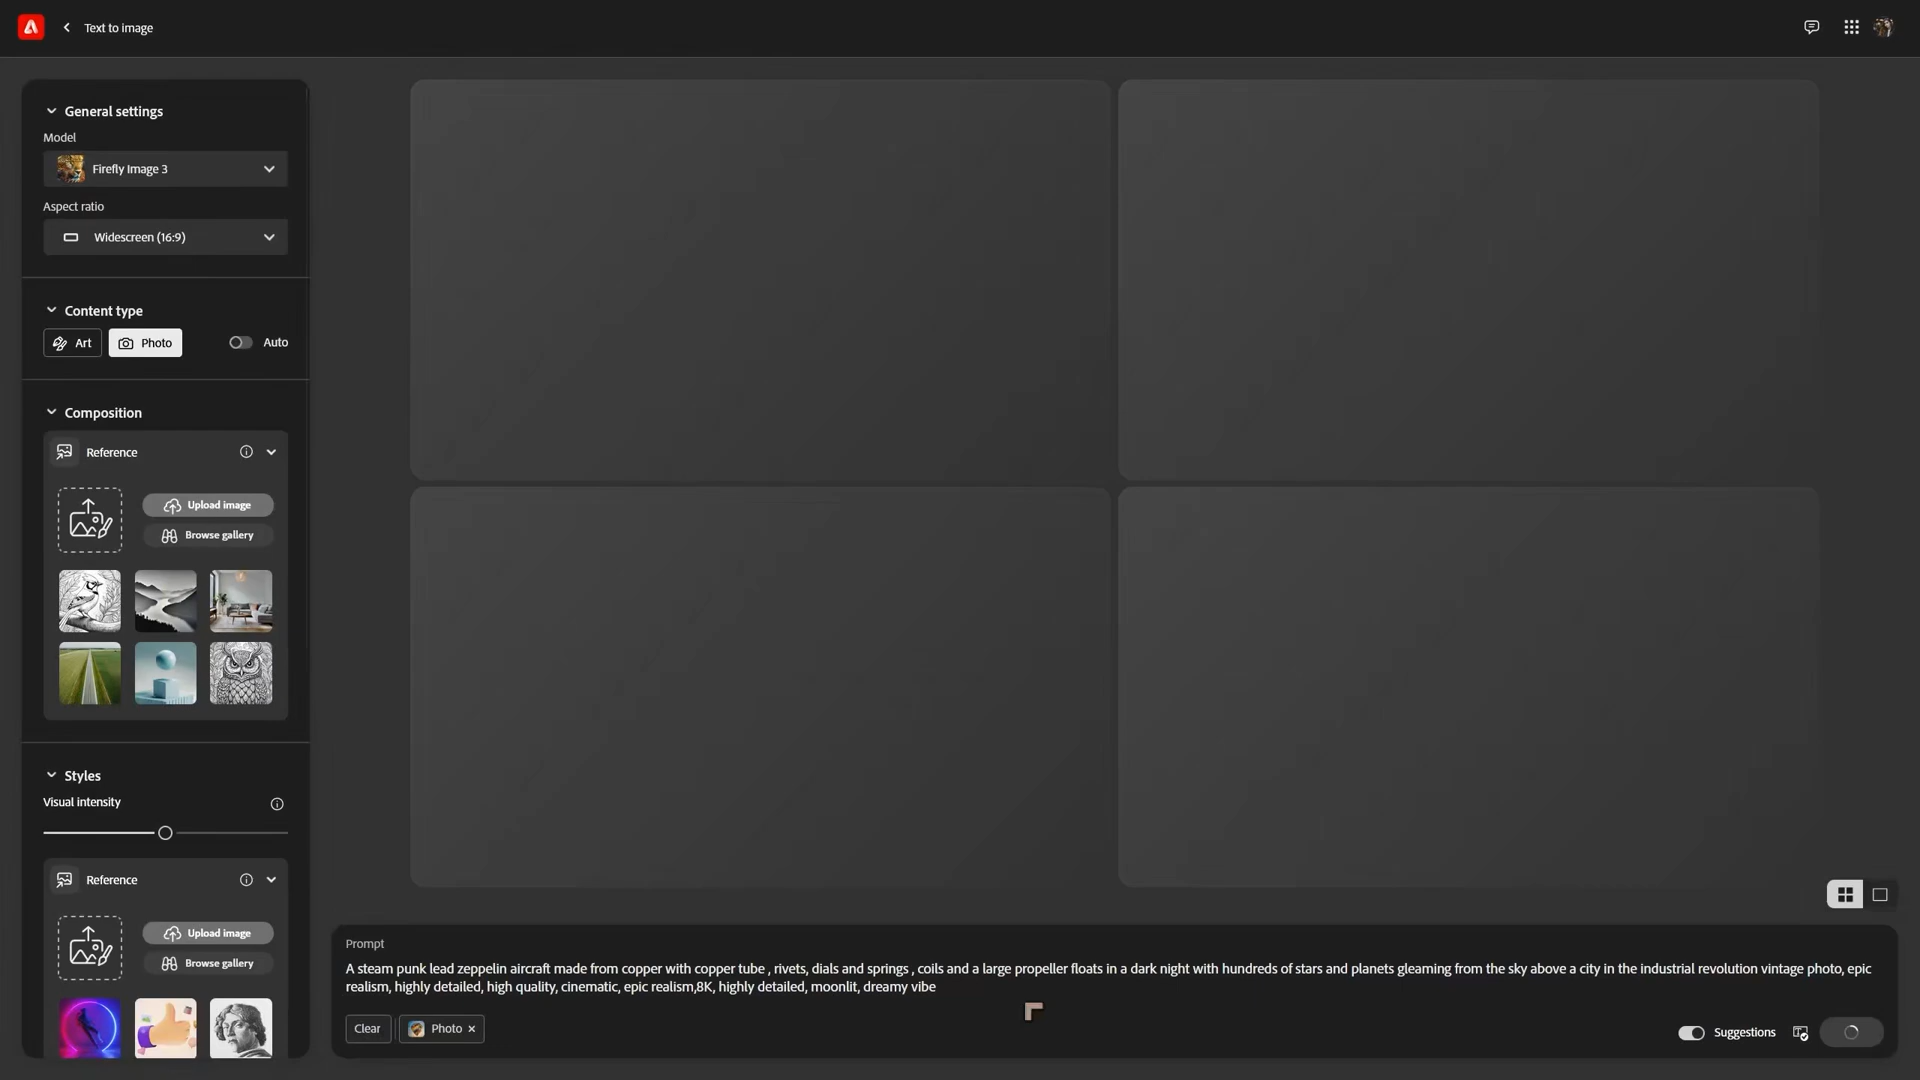 Text to image
General settings
Model
Firefly Image 3
Aspect ratio
Widescreen (16:9)
Content type
Art
Photo
Auto
Composition
Reference
Upload image
Browse gallery
Styles
Visual intensity
Reference
Upload image
Browse gallery
Prompt
A steam punk lead zeppelin aircraft made from copper with copper tube , rivets, dials and springs , coils and a large propeller floats in a dark night with hundreds of stars and planets gleaming from the sky above a city in the industrial revolution vintage photo, epic
realism, highly detailed, high quality, cinematic, epic realism,8K, highly detailed, moonlit, dreamy vibe
Clear
Photo
Suggestions